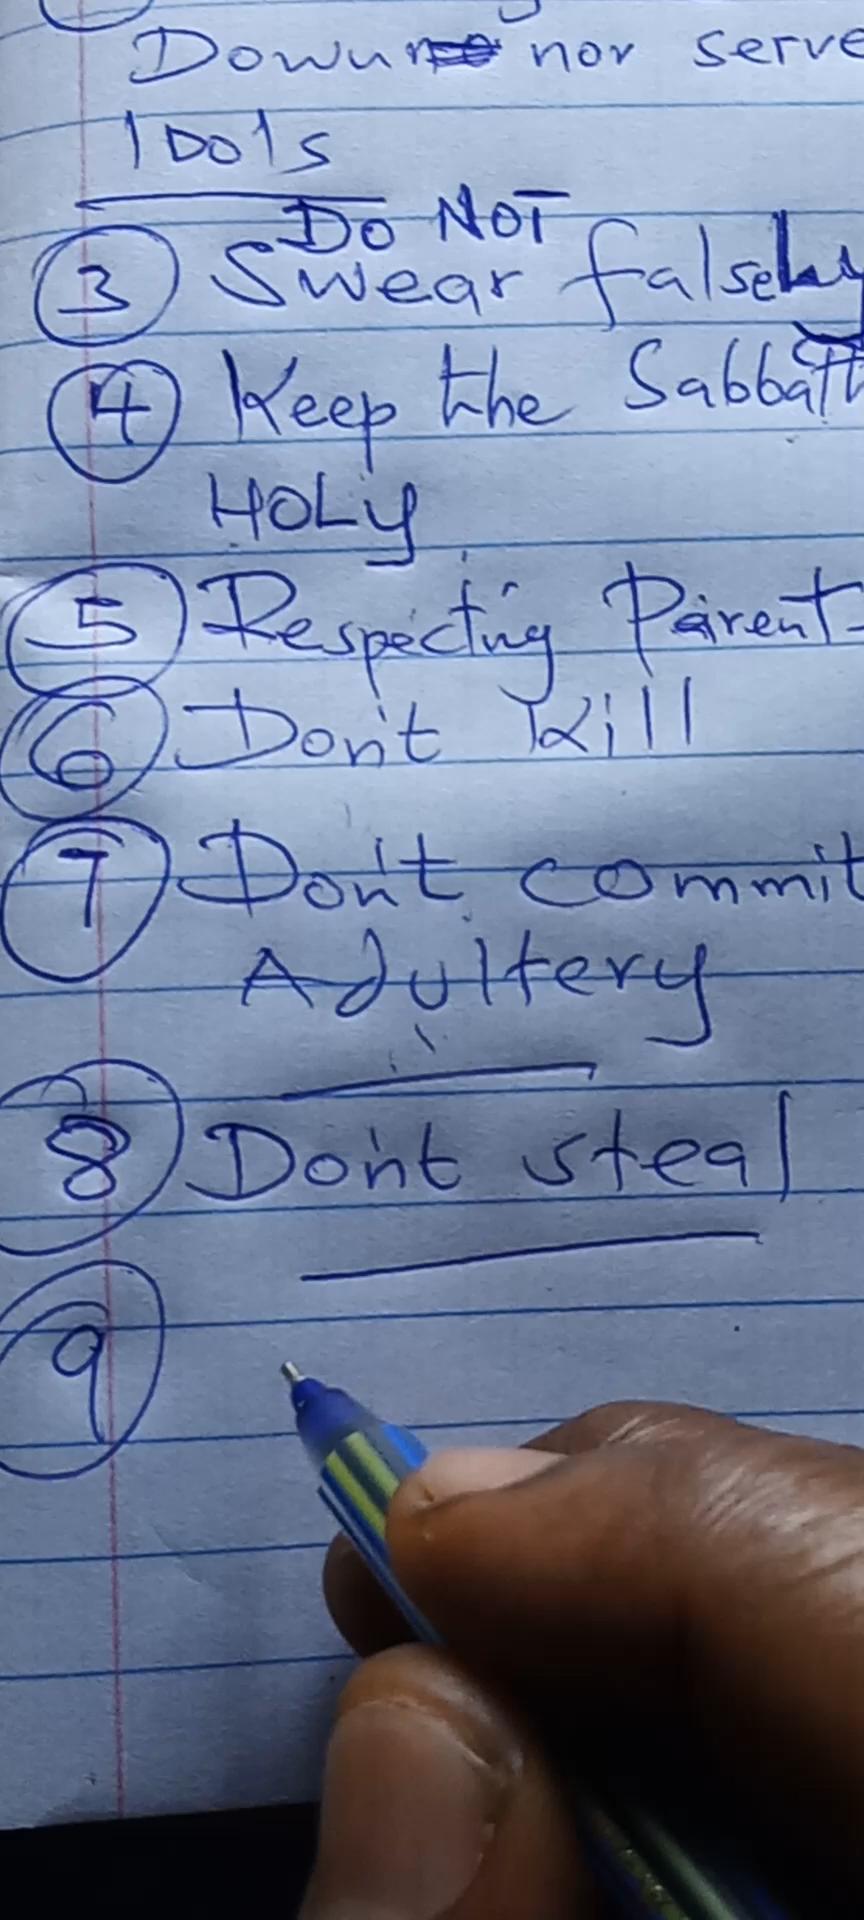 Down nor serve
IDols
DO NOT
3 Swear falsely
4 Keep the Sabbath
HOLy
5 Respecting Parent
6 Don't Kill
7 Don't commit
Adultery
8 Don't steal
9